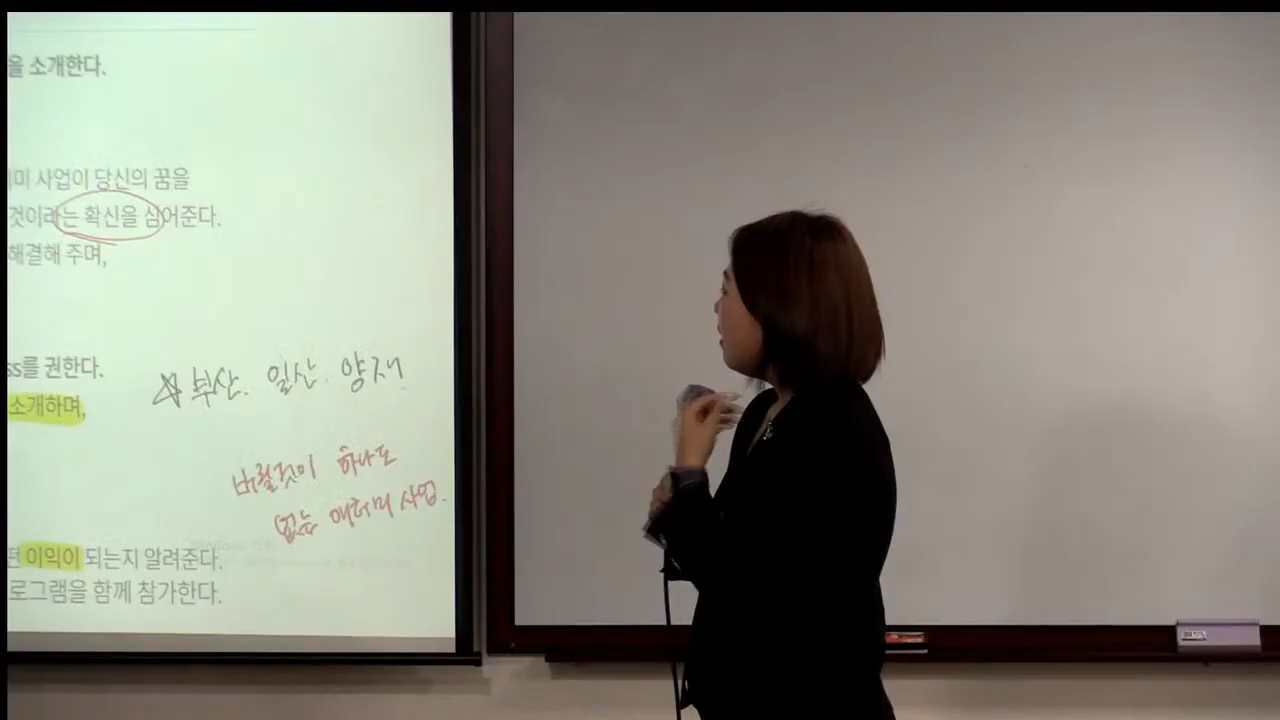 을 소개한다.
미 사업이 당신의 꿈을
것이라는 확신을 심어준다.
해결해 주며,
ss를 권한다.
☆ 부산. 일산. 양재.
소개하며,
버릴것이 하나도
없는 애터미 사업.
떤 이익이 되는지 알려준다.
로그램을 함께 참가한다.